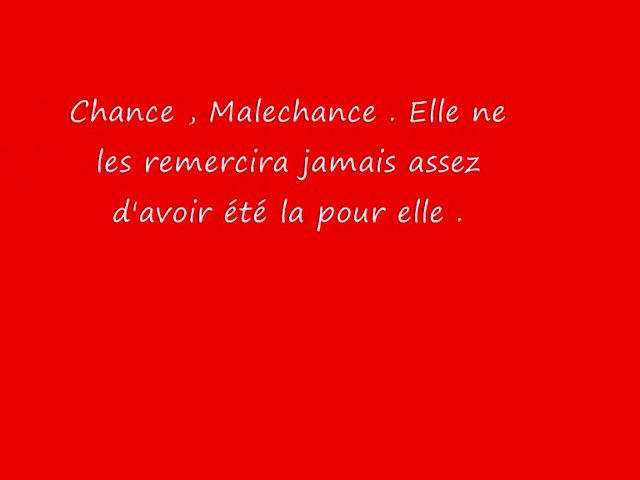 Chance , Malechance . Elle ne
les remercira jamais assez
d'avoir été la pour elle .